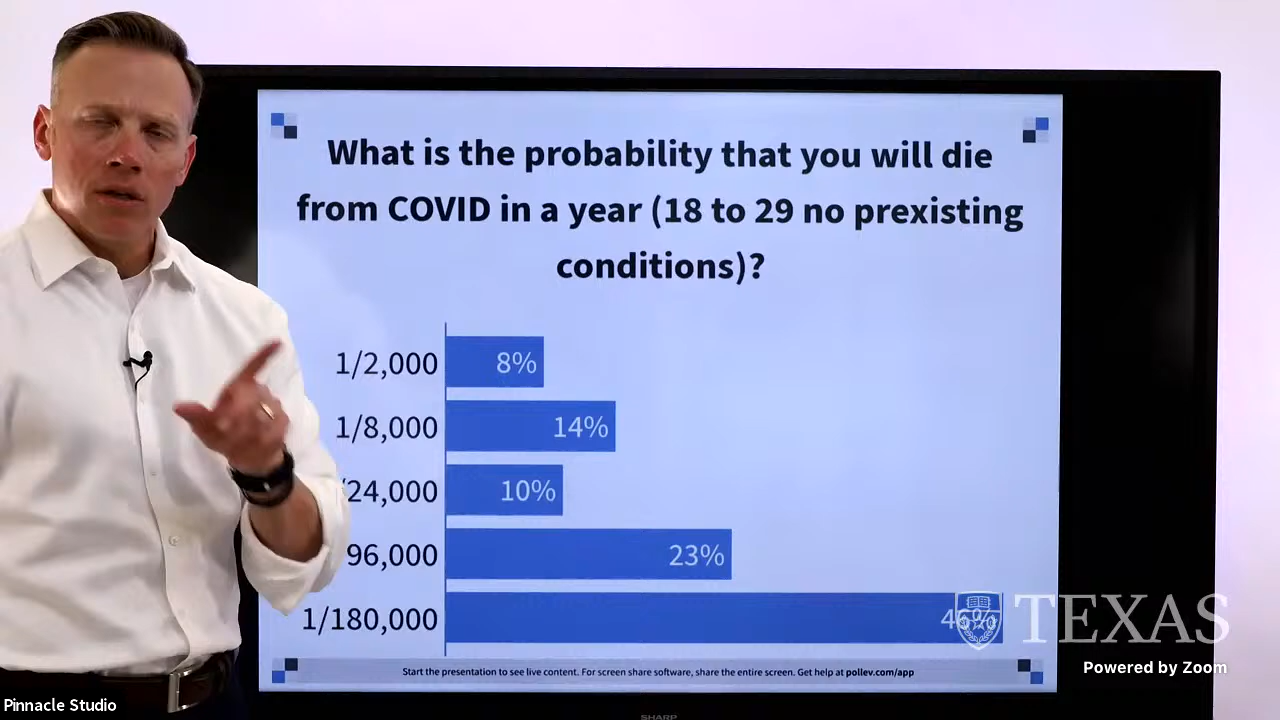 What is the probability that you will die
from COVID in a year (18 to 29 no prexisting
conditions)?
1/2,000 8%
1/8,000 14%
/24,000 10%
96,000 23%
1/180,000 46%
TEXAS
Start the presentation to see live content. For screen share software, share the entire screen. Get help at pollev.com/app
Powered by Zoom
Pinnacle Studio
SHARP